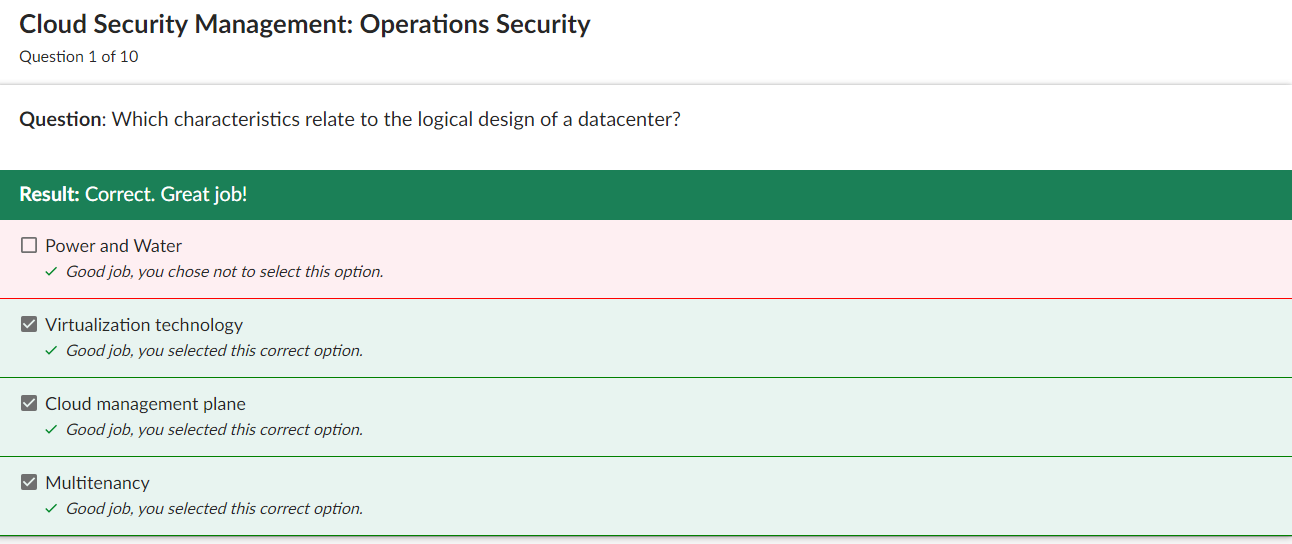 Cloud Security Management: Operations Security
Question 1 of 10
Question: Which characteristics relate to the logical design of a datacenter?
Result: Correct. Great job!
Power and Water
Good job, you chose not to select this option.
Virtualization technology
Good job, you selected this correct option.
Cloud management plane
Good job, you selected this correct option.
Multitenancy
Good job, you selected this correct option.